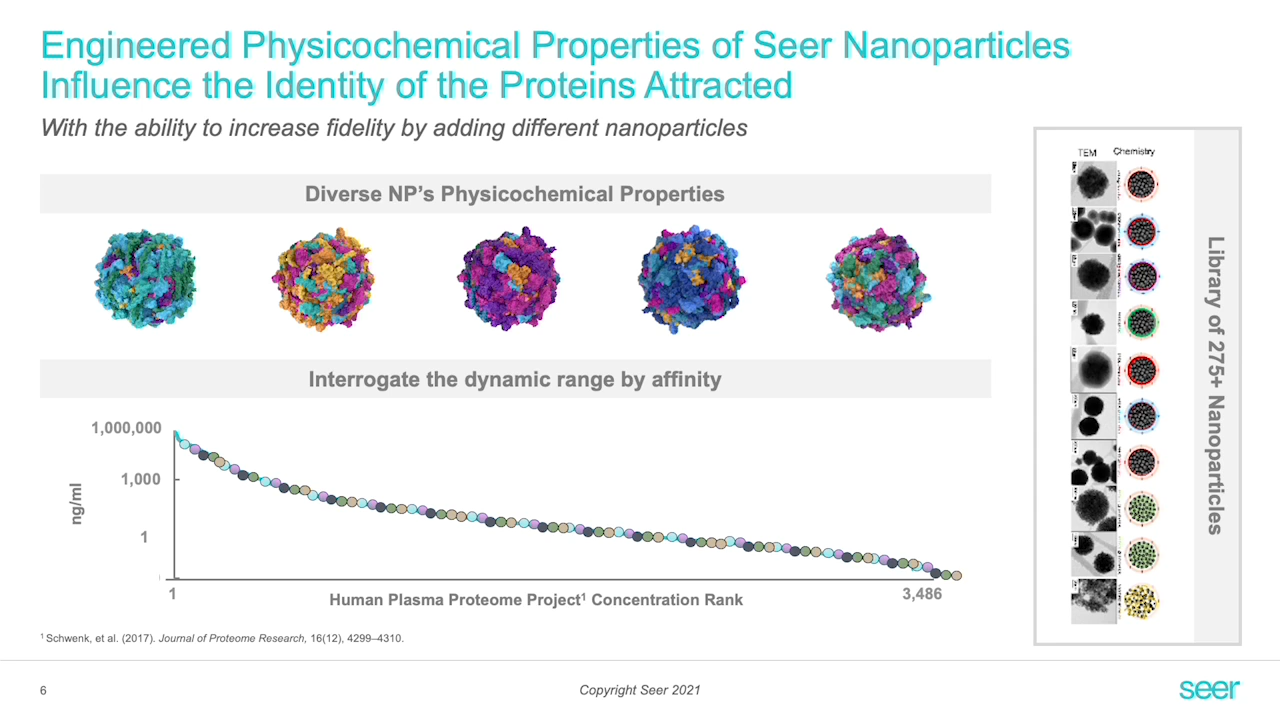 Engineered Physicochemical Properties of Seer Nanoparticles
Influence the Identity of the Proteins Attracted
With the ability to increase fidelity by adding different nanoparticles
Diverse NP’s Physicochemical Properties
Interrogate the dynamic range by affinity
1,000,000
1,000
1
ng/ml
1
Human Plasma Proteome Project¹ Concentration Rank
3,486
TEM Chemistry
Library of 275+ Nanoparticles
¹ Schwenk, et al. (2017). Journal of Proteome Research, 16(12), 4299–4310.
6
Copyright Seer 2021
seer